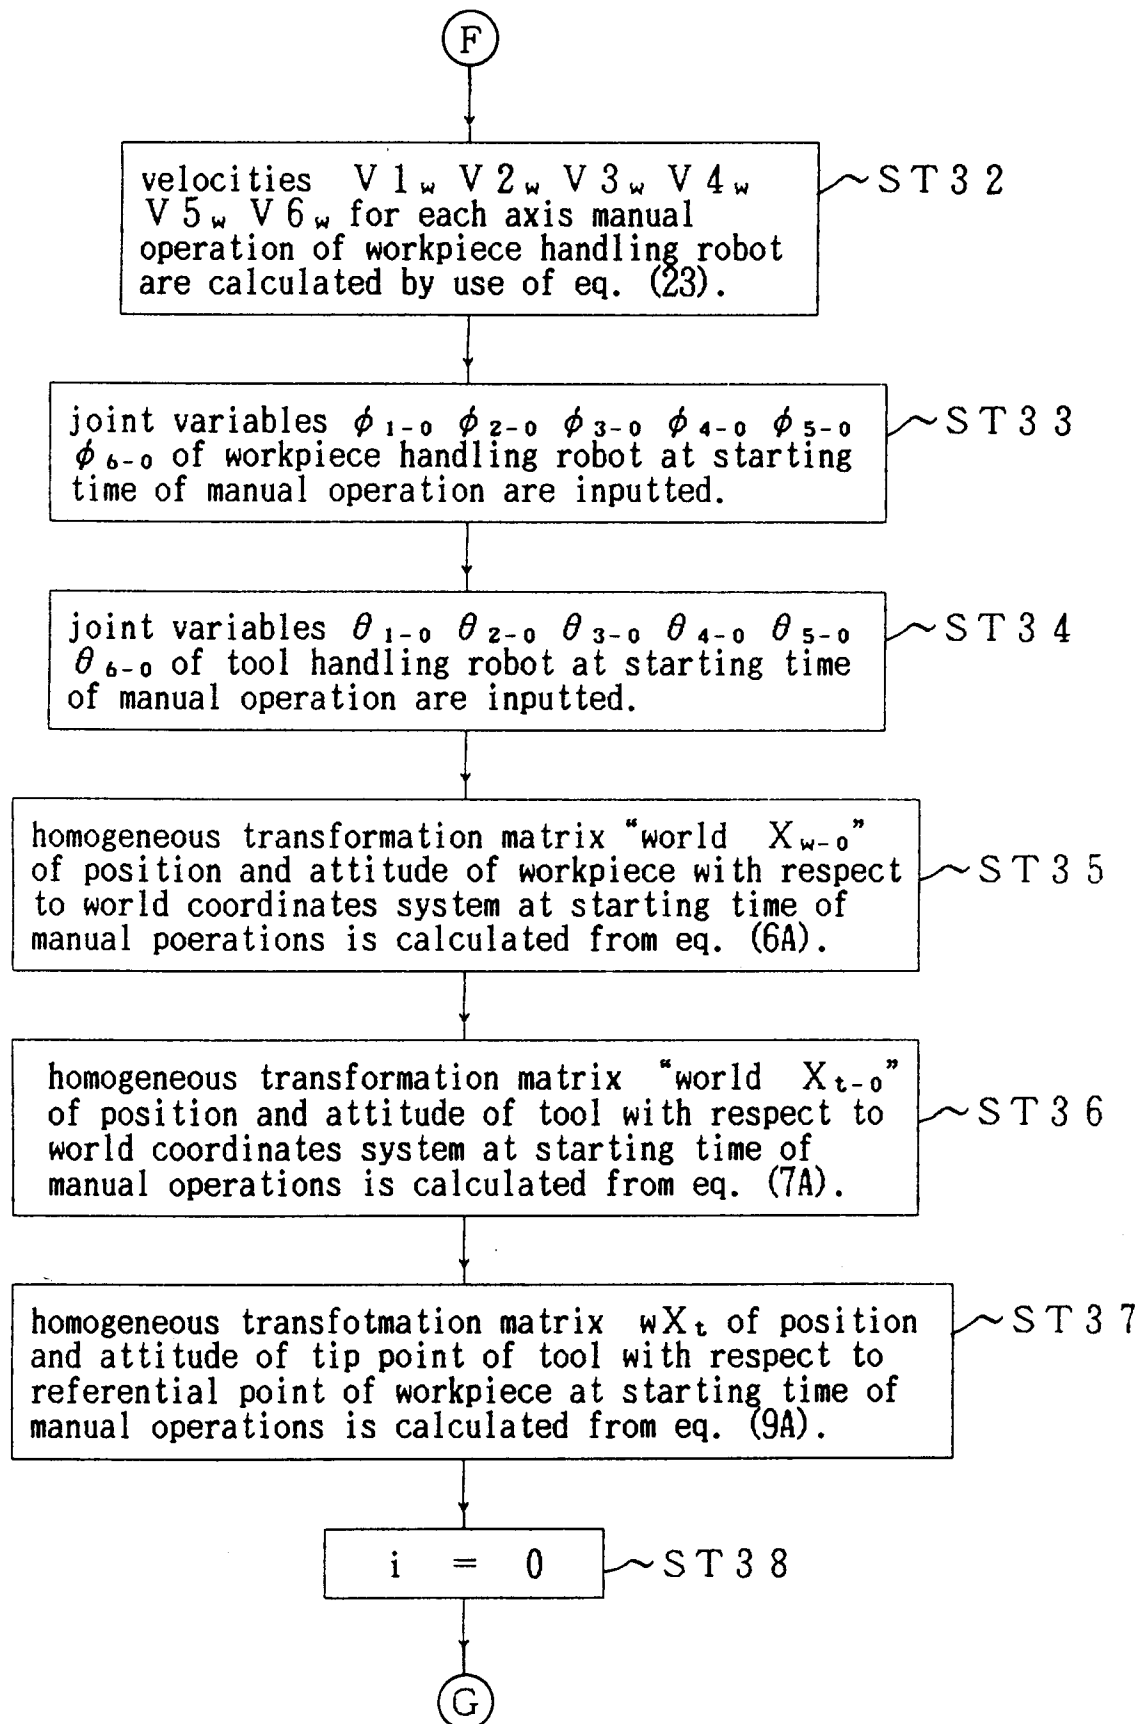 F
velocities V1w V2w V3w V4w ST32
V5w V6w for each axis manual
operation of workpiece handling robot
are calculated by use of eq. (23).
joint variables ϕ1-0 ϕ2-0 ϕ3-0 ϕ4-0 ϕ5-0 ST33
ϕ6-0 of workpiece handling robot at starting
time of manual operation are inputted.
joint variables θ1-0 θ2-0 θ3-0 θ4-0 θ5-0 ST34
θ6-0 of tool handling robot at starting time
of manual operation are inputted.
homogeneous transformation matrix “world Xw-0”
of position and attitude of workpiece with respect ST35
to world coordinates system at starting time of
manual poerations is calculated from eq. (6A).
homogeneous transformation matrix “world Xt-0”
of position and attitude of tool with respect to ST36
world coordinates system at starting time of
manual operations is calculated from eq. (7A).
homogeneous transfotmation matrix wXt of position ST37
and attitude of tip point of tool with respect to
referential point of workpiece at starting time of
manual operations is calculated from eq. (9A).
i = 0 ST38
G